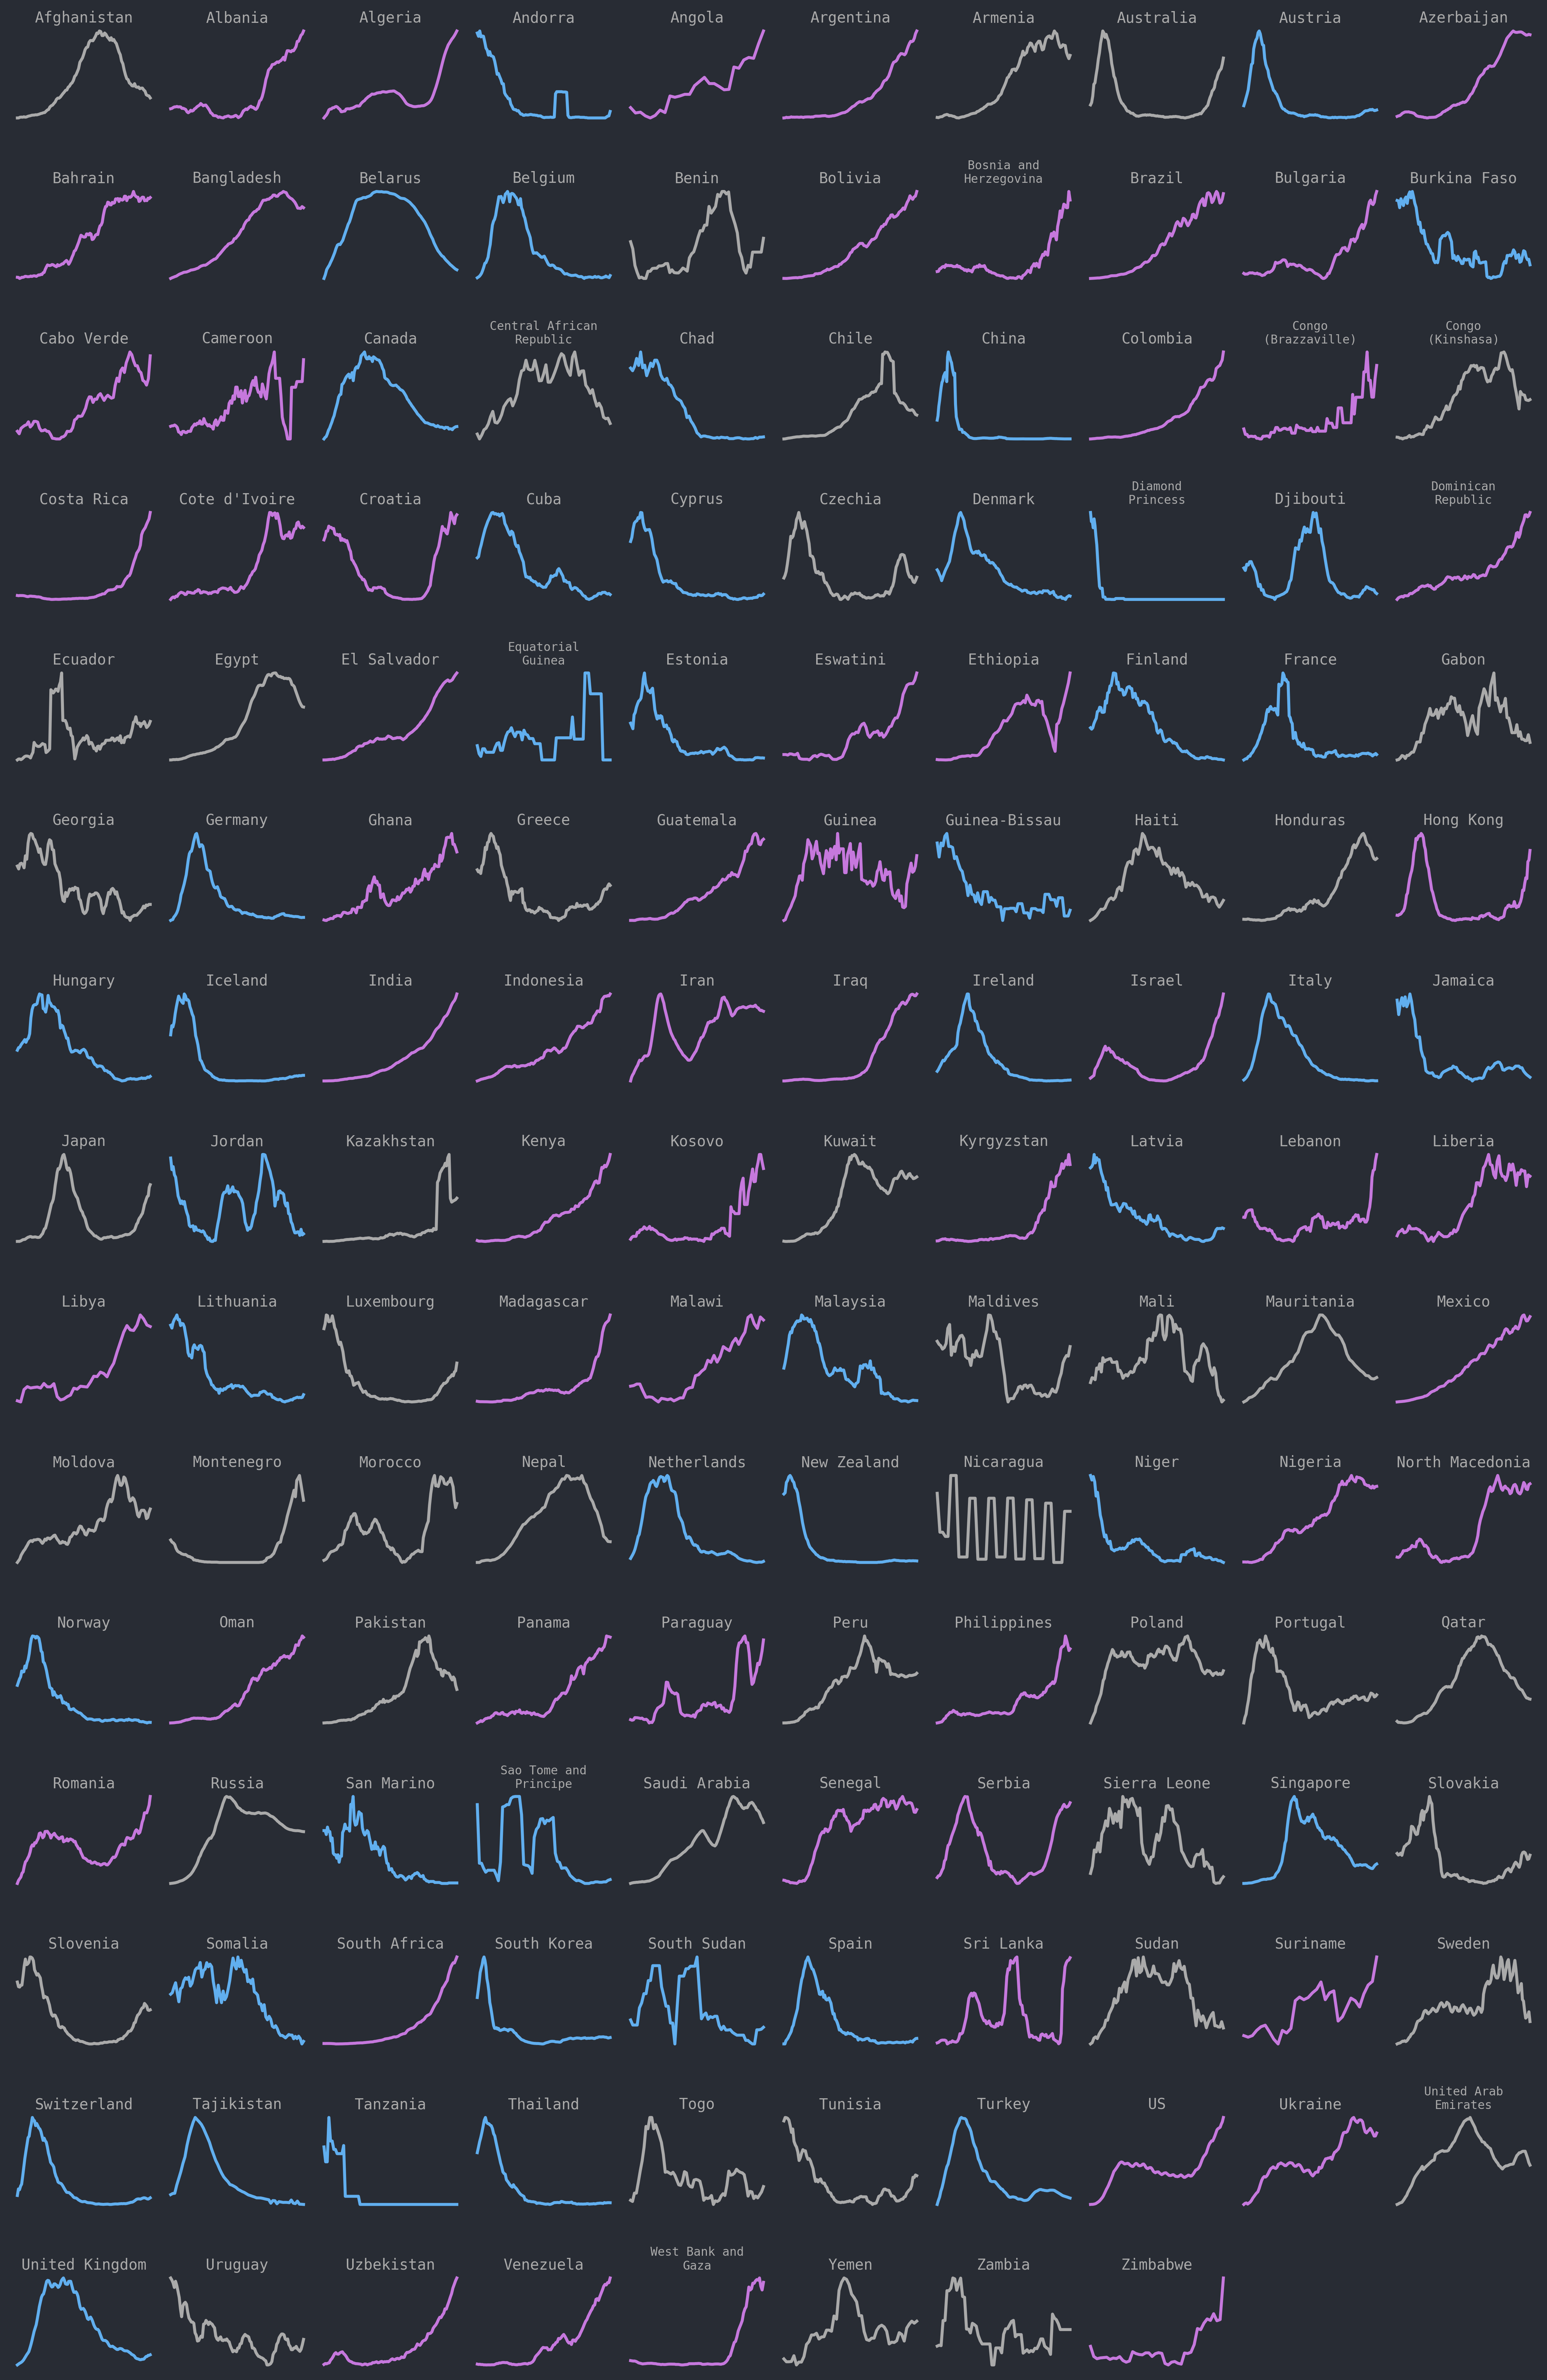 Afghanistan
Albania
Algeria
Andorra
Angola
Argentina
Armenia
Australia
Austria
Azerbaijan
Bahrain
Bangladesh
Belarus
Belgium
Benin
Bolivia
Bosnia and
Herzegovina
Brazil
Bulgaria
Burkina Faso
Cabo Verde
Cameroon
Canada
Central African
Republic
Chad
Chile
China
Colombia
Congo
(Brazzaville)
Congo
(Kinshasa)
Costa Rica
Cote d'Ivoire
Croatia
Cuba
Cyprus
Czechia
Denmark
Diamond
Princess
Djibouti
Dominican
Republic
Ecuador
Egypt
El Salvador
Equatorial
Guinea
Estonia
Eswatini
Ethiopia
Finland
France
Gabon
Georgia
Germany
Ghana
Greece
Guatemala
Guinea
Guinea-Bissau
Haiti
Honduras
Hong Kong
Hungary
Iceland
India
Indonesia
Iran
Iraq
Ireland
Israel
Italy
Jamaica
Japan
Jordan
Kazakhstan
Kenya
Kosovo
Kuwait
Kyrgyzstan
Latvia
Lebanon
Liberia
Libya
Lithuania
Luxembourg
Madagascar
Malawi
Malaysia
Maldives
Mali
Mauritania
Mexico
Moldova
Montenegro
Morocco
Nepal
Netherlands
New Zealand
Nicaragua
Niger
Nigeria
North Macedonia
Norway
Oman
Pakistan
Panama
Paraguay
Peru
Philippines
Poland
Portugal
Qatar
Romania
Russia
San Marino
Sao Tome and
Principe
Saudi Arabia
Senegal
Serbia
Sierra Leone
Singapore
Slovakia
Slovenia
Somalia
South Africa
South Korea
South Sudan
Spain
Sri Lanka
Sudan
Suriname
Sweden
Switzerland
Tajikistan
Tanzania
Thailand
Togo
Tunisia
Turkey
US
Ukraine
United Arab
Emirates
United Kingdom
Uruguay
Uzbekistan
Venezuela
West Bank and
Gaza
Yemen
Zambia
Zimbabwe